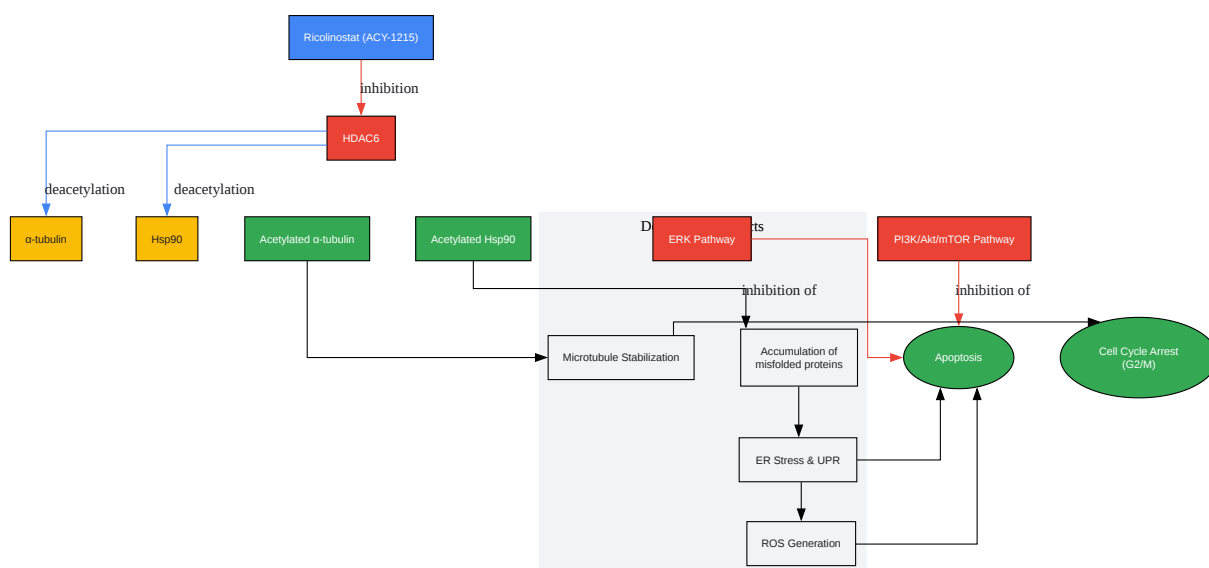 Ricolinostat (ACY-1215)
inhibition
HDAC6
deacetylation
deacetylation
α-tubulin
Hsp90
Acetylated α-tubulin
Acetylated Hsp90
ERK Pathway
PI3K/Akt/mTOR Pathway
inhibition of
inhibition of
Microtubule Stabilization
Accumulation of
misfolded proteins
Apoptosis
Cell Cycle Arrest
(G2/M)
ER Stress & UPR
ROS Generation